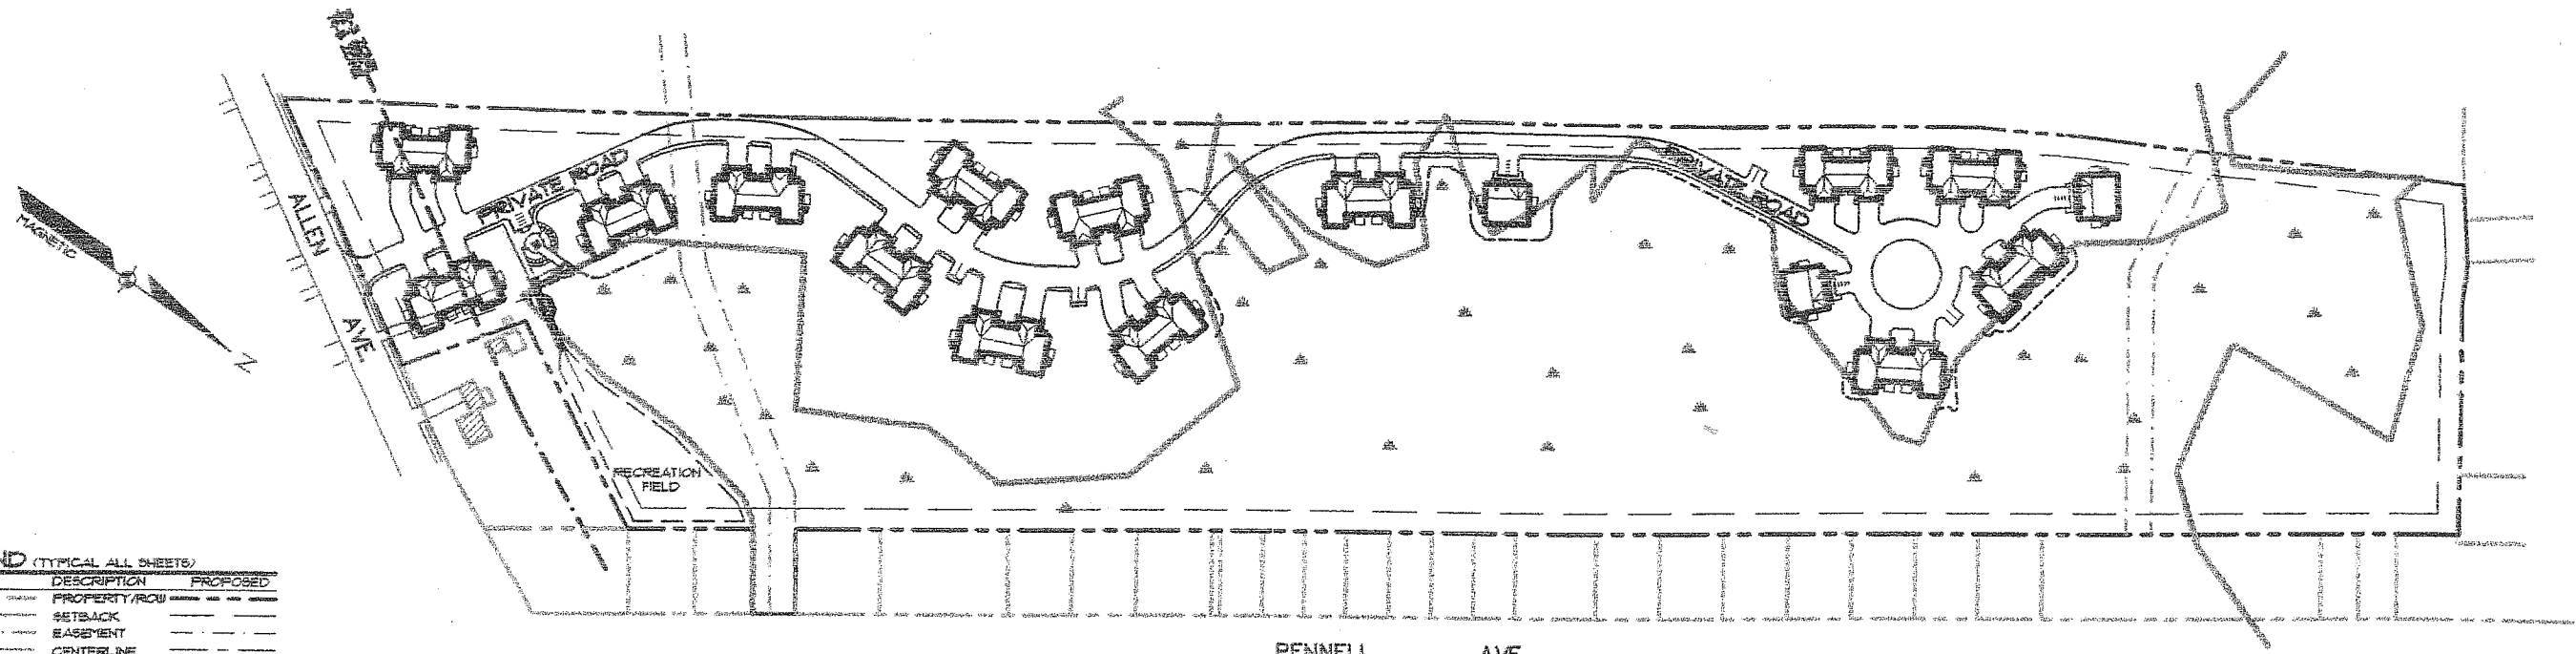 MAGNETIC
N
ALLEN
AVE.
PRIVATE ROAD
PRIVATE ROAD
RECREATION
FIELD
(TYPICAL ALL SHEETS)
DESCRIPTION PROPOSED
PROPERTY/ROW
SETBACK
EASEMENT
CENTERLINE
PENNELL AVE